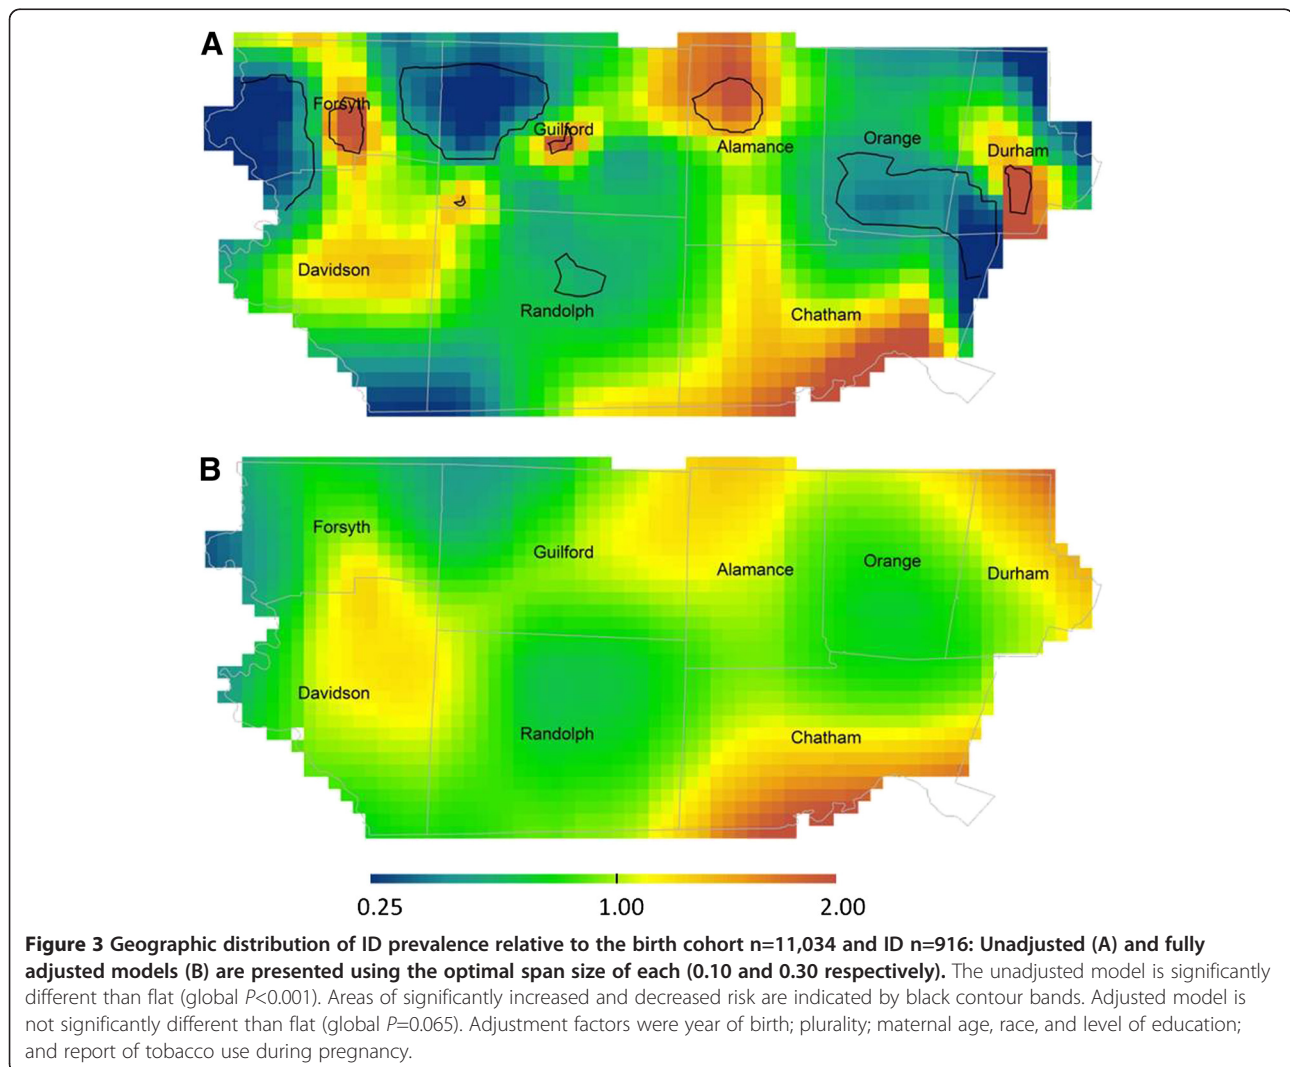 A
Forsyth
Guilford
Alamance
Orange
Durham
Davidson
Randolph
Chatham
B
Forsyth
Guilford
Alamance
Orange
Durham
Davidson
Randolph
Chatham
0.25 1.00 2.00
Figure 3 Geographic distribution of ID prevalence relative to the birth cohort n=11,034 and ID n=916: Unadjusted (A) and fully
adjusted models (B) are presented using the optimal span size of each (0.10 and 0.30 respectively). The unadjusted model is significantly
different than flat (global P<0.001). Areas of significantly increased and decreased risk are indicated by black contour bands. Adjusted model is
not significantly different than flat (global P=0.065). Adjustment factors were year of birth; plurality; maternal age, race, and level of education;
and report of tobacco use during pregnancy.